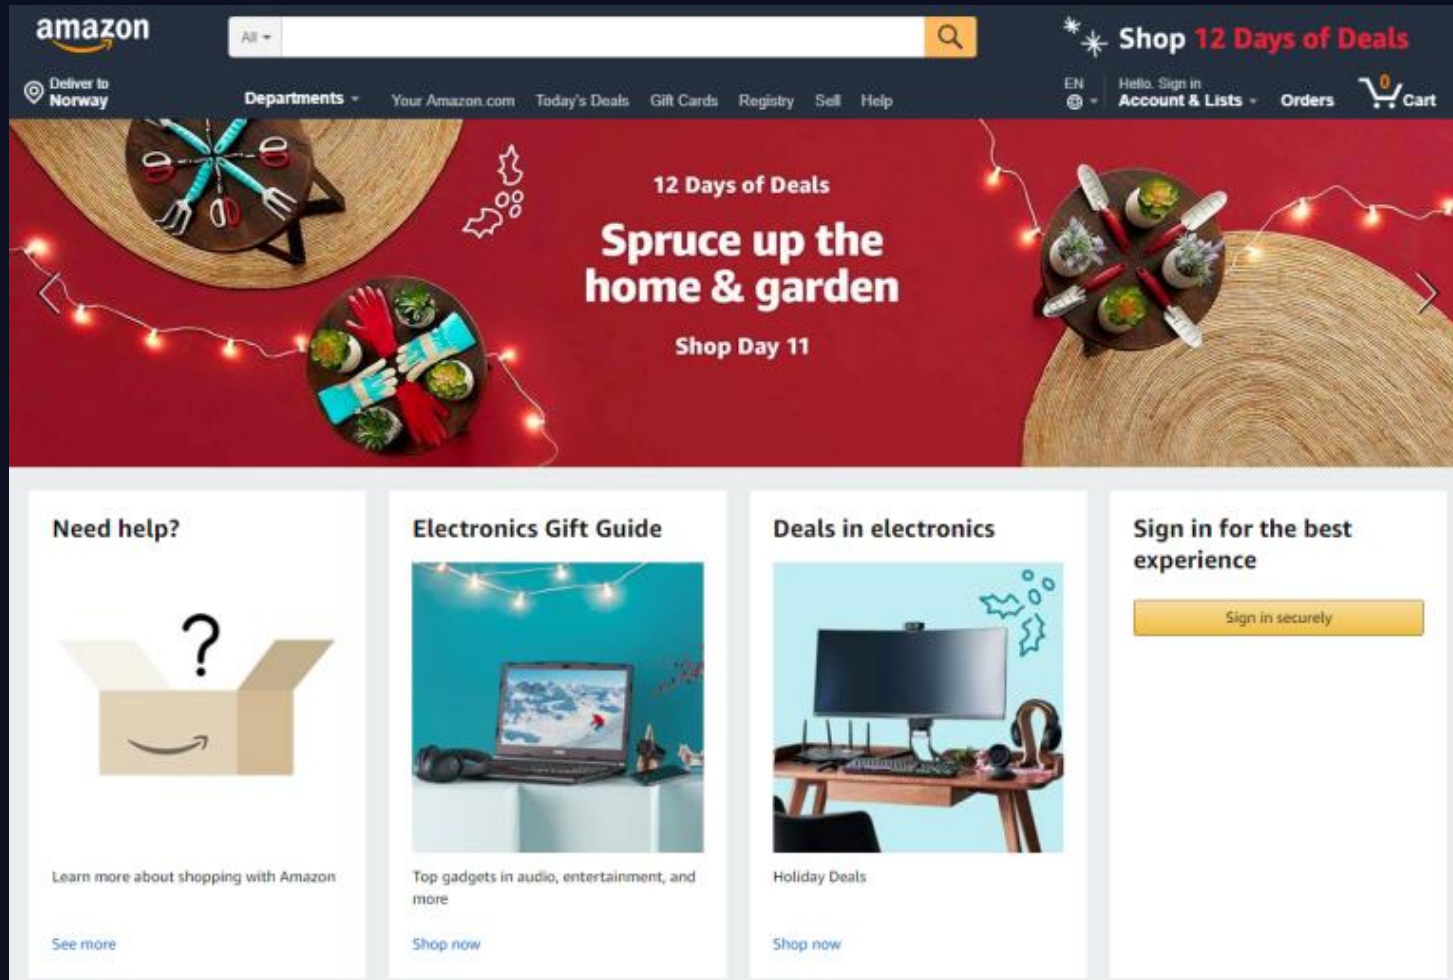 amazon
All
Shop 12 Days of Deals
Deliver to
Norway
Departments
Your Amazon.com
Today's Deals
Gift Cards
Registry
Sell
Help
EN
Hello. Sign in
Account & Lists
Orders
0
Cart
12 Days of Deals
Spruce up the
home & garden
Shop Day 11
Need help?
?
Learn more about shopping with Amazon
See more
Electronics Gift Guide
Top gadgets in audio, entertainment, and
more
Shop now
Deals in electronics
Holiday Deals
Shop now
Sign in for the best
experience
Sign in securely